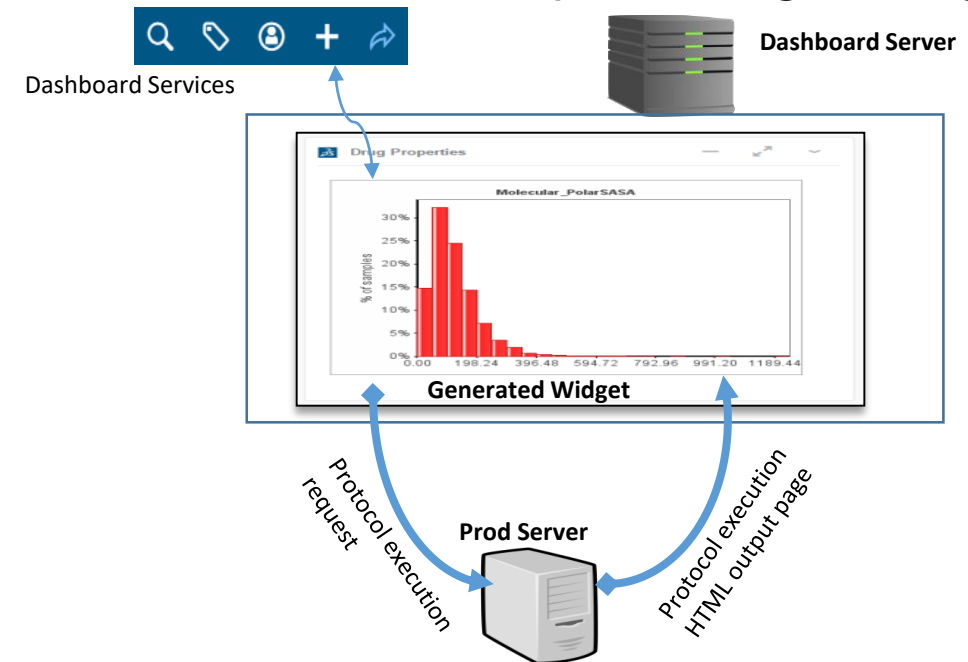 Dashboard Server
Dashboard Services
Drug Properties
Molecular_PolarSASA
% of samples
30%
25%
20%
15%
10%
5%
0%
0.00 198.24 396.48 594.72 792.96 991.20 1189.44
Generated Widget
Protocol execution
request
Prod Server
Protocol execution
HTML output page